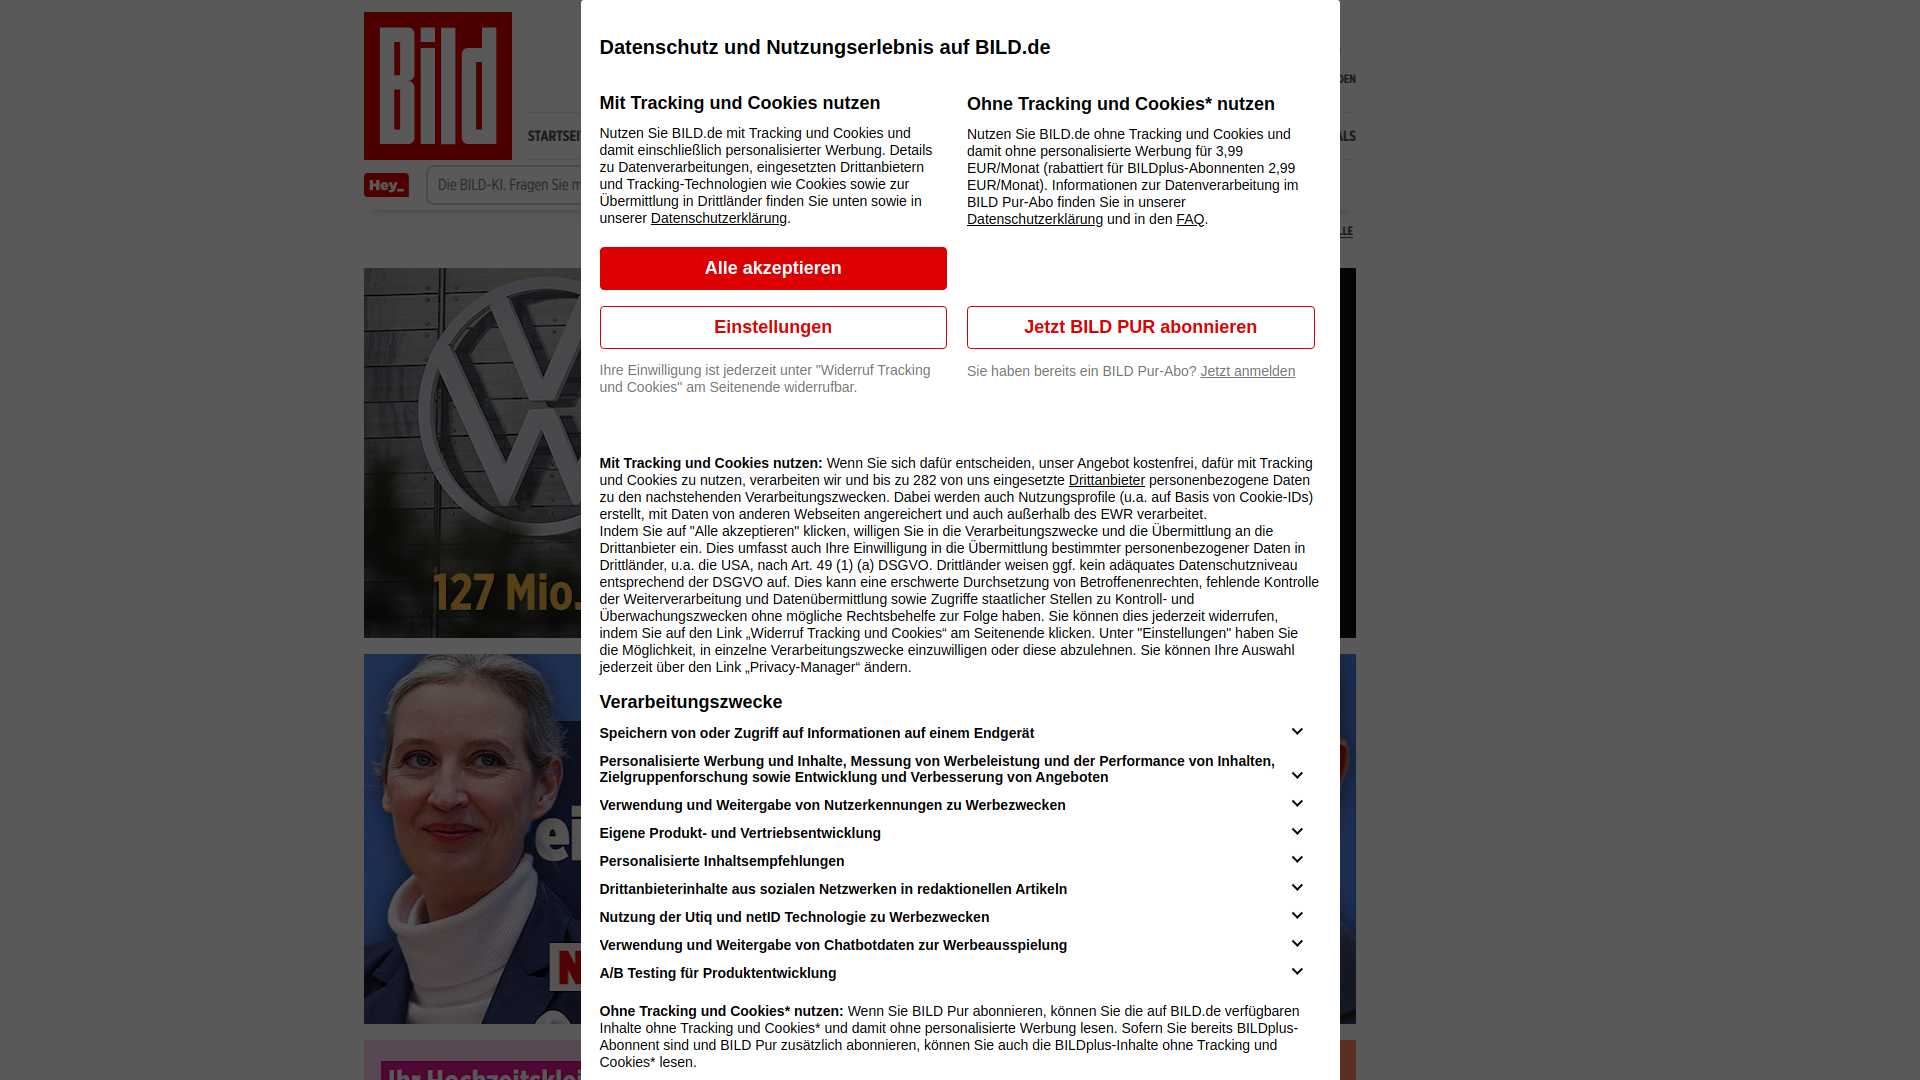 Bild
STARTSEI
Hey_
Die BILD-KI. Fragen Sie m
127 Mio.
ei
N
Datenschutz und Nutzungserlebnis auf BILD.de
Mit Tracking und Cookies nutzen
Nutzen Sie BILD.de mit Tracking und Cookies und
damit einschließlich personalisierter Werbung. Details
zu Datenverarbeitungen, eingesetzten Drittanbietern
und Tracking-Technologien wie Cookies sowie zur
Übermittlung in Drittländer finden Sie unten sowie in
unserer Datenschutzerklärung.
Alle akzeptieren
Einstellungen
Ihre Einwilligung ist jederzeit unter "Widerruf Tracking
und Cookies" am Seitenende widerrufbar.
Ohne Tracking und Cookies* nutzen
Nutzen Sie BILD.de ohne Tracking und Cookies und
damit ohne personalisierte Werbung für 3,99
EUR/Monat (rabattiert für BILDplus-Abonnenten 2,99
EUR/Monat). Informationen zur Datenverarbeitung im
BILD Pur-Abo finden Sie in unserer
Datenschutzerklärung und in den FAQ.
Jetzt BILD PUR abonnieren
Sie haben bereits ein BILD Pur-Abo? Jetzt anmelden
Mit Tracking und Cookies nutzen: Wenn Sie sich dafür entscheiden, unser Angebot kostenfrei, dafür mit Tracking
und Cookies zu nutzen, verarbeiten wir und bis zu 282 von uns eingesetzte Drittanbieter personenbezogene Daten
zu den nachstehenden Verarbeitungszwecken. Dabei werden auch Nutzungsprofile (u.a. auf Basis von Cookie-IDs)
erstellt, mit Daten von anderen Webseiten angereichert und auch außerhalb des EWR verarbeitet.
Indem Sie auf "Alle akzeptieren" klicken, willigen Sie in die Verarbeitungszwecke und die Übermittlung an die
Drittanbieter ein. Dies umfasst auch Ihre Einwilligung in die Übermittlung bestimmter personenbezogener Daten in
Drittländer, u.a. die USA, nach Art. 49 (1) (a) DSGVO. Drittländer weisen ggf. kein adäquates Datenschutzniveau
entsprechend der DSGVO auf. Dies kann eine erschwerte Durchsetzung von Betroffenenrechten, fehlende Kontrolle
der Weiterverarbeitung und Datenübermittlung sowie Zugriffe staatlicher Stellen zu Kontroll- und
Überwachungszwecken ohne mögliche Rechtsbehelfe zur Folge haben. Sie können dies jederzeit widerrufen,
indem Sie auf den Link „Widerruf Tracking und Cookies“ am Seitenende klicken. Unter "Einstellungen" haben Sie
die Möglichkeit, in einzelne Verarbeitungszwecke einzuwilligen oder diese abzulehnen. Sie können Ihre Auswahl
jederzeit über den Link „Privacy-Manager“ ändern.
Verarbeitungszwecke
Speichern von oder Zugriff auf Informationen auf einem Endgerät
Personalisierte Werbung und Inhalte, Messung von Werbeleistung und der Performance von Inhalten,
Zielgruppenforschung sowie Entwicklung und Verbesserung von Angeboten
Verwendung und Weitergabe von Nutzerkennungen zu Werbezwecken
Eigene Produkt- und Vertriebsentwicklung
Personalisierte Inhaltsempfehlungen
Drittanbieterinhalte aus sozialen Netzwerken in redaktionellen Artikeln
Nutzung der Utiq und netID Technologie zu Werbezwecken
Verwendung und Weitergabe von Chatbotdaten zur Werbeausspielung
A/B Testing für Produktentwicklung
Ohne Tracking und Cookies* nutzen: Wenn Sie BILD Pur abonnieren, können Sie die auf BILD.de verfügbaren
Inhalte ohne Tracking und Cookies* und damit ohne personalisierte Werbung lesen. Sofern Sie bereits BILDplus-
Abonnent sind und BILD Pur zusätzlich abonnieren, können Sie auch die BILDplus-Inhalte ohne Tracking und
Cookies* lesen.
Ihr Hochzeitsklei